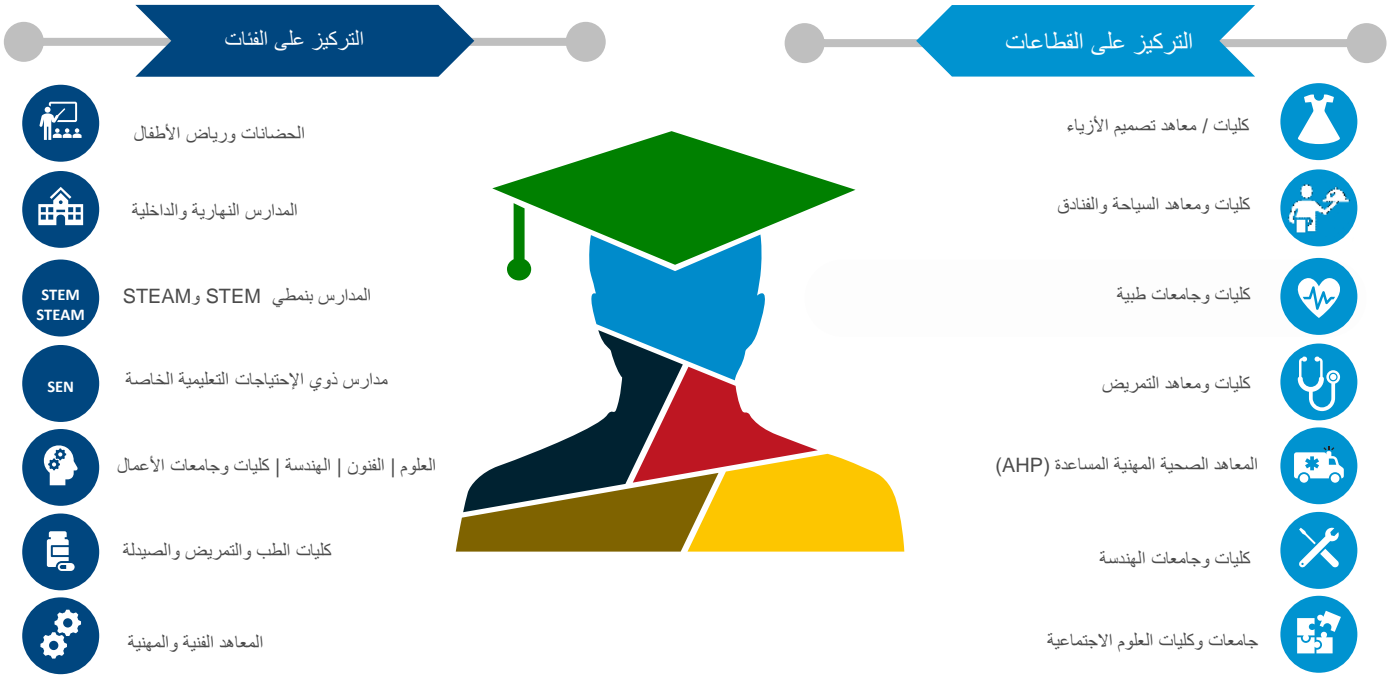 التركيز على القطاعات
كليات / معاهد تصميم الأزياء
كليات ومعاهد السياحة والفنادق
كليات وجامعات طبية
كليات ومعاهد التمريض
المعاهد الصحية المهنية المساعدة (AHP)
كليات وجامعات الهندسة
جامعات وكليات العلوم الاجتماعية
التركيز على الفئات
الحضانات ورياض الأطفال
المدارس النهارية والداخلية
STEM
STEAM
المدارس بنمطي STEM وSTEAM
SEN
مدارس ذوي الإحتياجات التعليمية الخاصة
العلوم | الفنون | الهندسة | كليات وجامعات الأعمال
كليات الطب والتمريض والصيدلة
المعاهد الفنية والمهنية